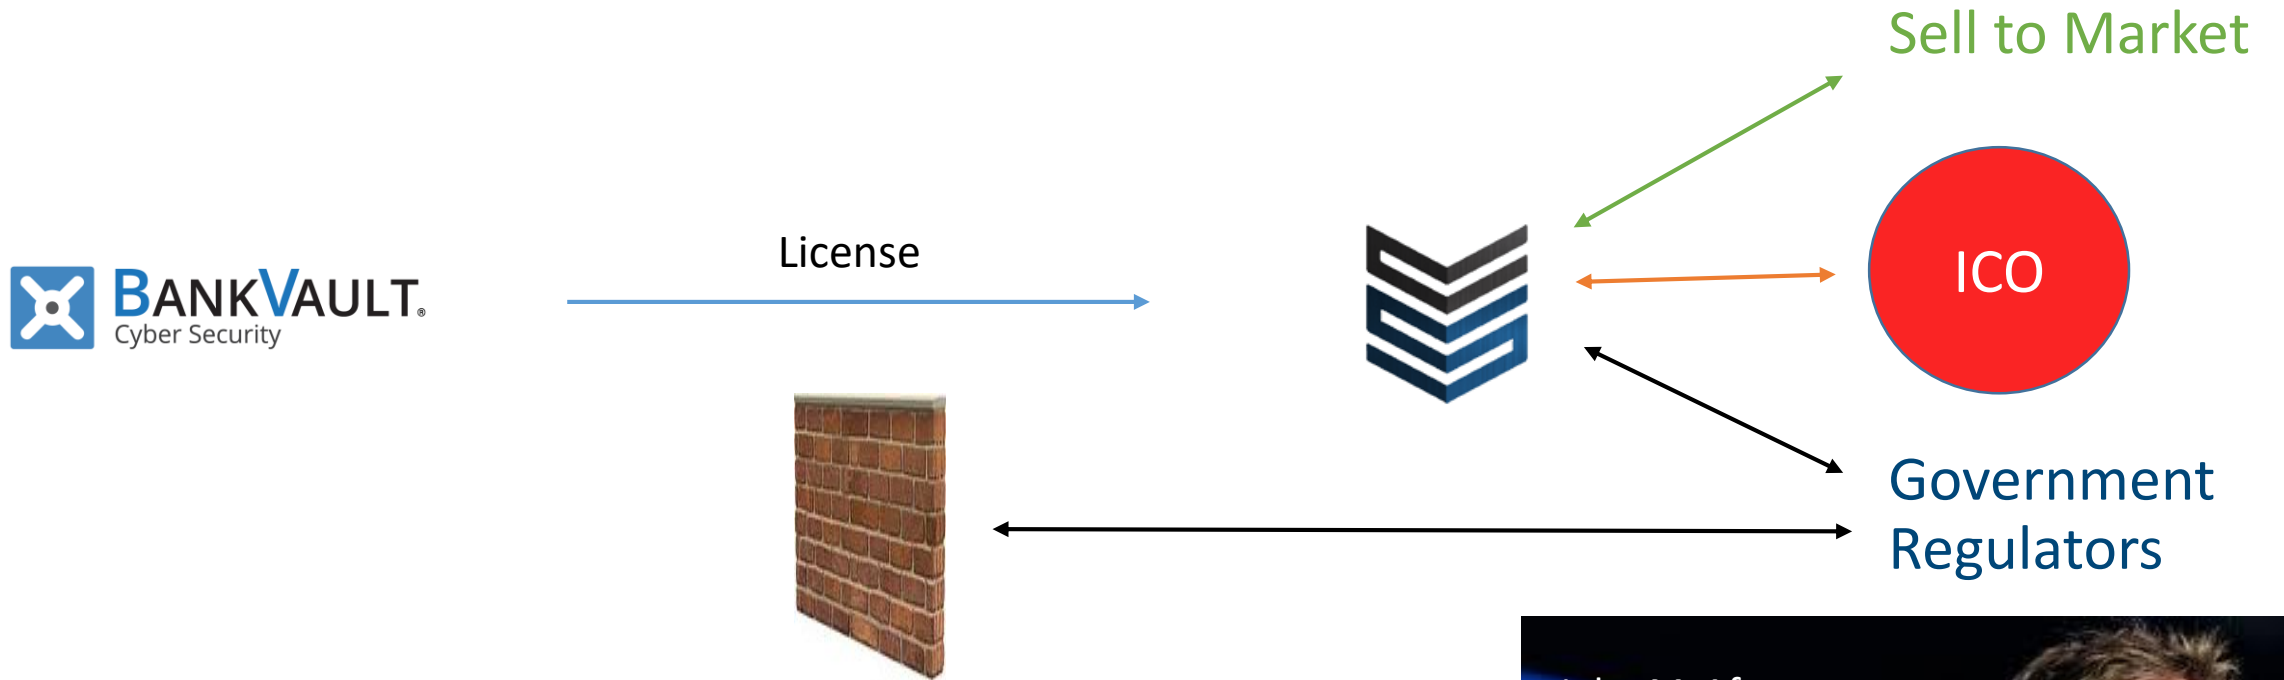 Sell to Market
License
BANKVAULT.®
Cyber Security
ICO
Government
Regulators